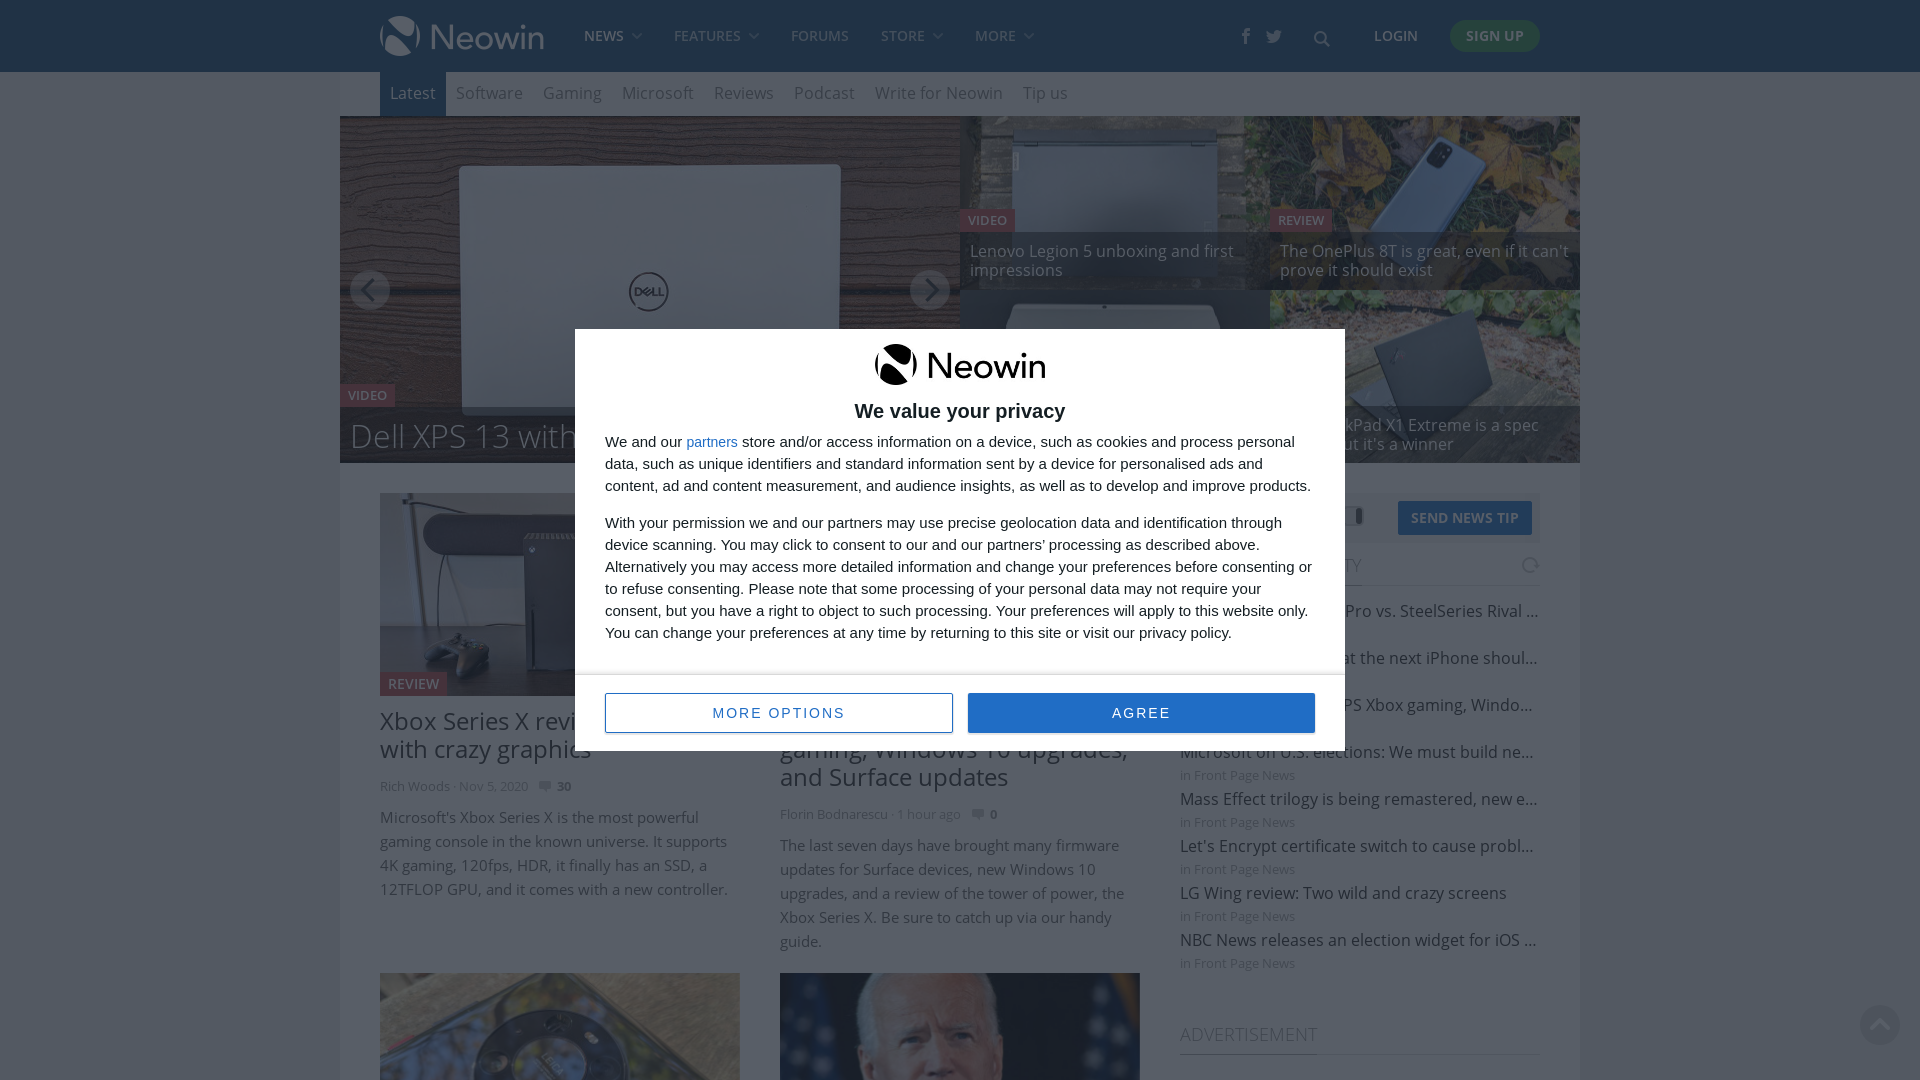 Neowin
NEWS
FEATURES
FORUMS
STORE
MORE
LOGIN
SIGN UP
Latest
Software
Gaming
Microsoft
Reviews
Podcast
Write for Neowin
Tip us
DELL
VIDEO
Dell XPS 13 with
VIDEO
Lenovo Legion 5 unboxing and first
impressions
REVIEW
The OnePlus 8T is great, even if it can't
prove it should exist
kPad X1 Extreme is a spec
ut it's a winner
Neowin
We value your privacy
We and our partners store and/or access information on a device, such as cookies and process personal
data, such as unique identifiers and standard information sent by a device for personalised ads and
content, ad and content measurement, and audience insights, as well as to develop and improve products.
With your permission we and our partners may use precise geolocation data and identification through
device scanning. You may click to consent to our and our partners’ processing as described above.
Alternatively you may access more detailed information and change your preferences before consenting or
to refuse consenting. Please note that some processing of your personal data may not require your
consent, but you have a right to object to such processing. Your preferences will apply to this website only.
You can change your preferences at any time by returning to this site or visit our privacy policy.
MORE OPTIONS
AGREE
REVIEW
Xbox Series X revi
with crazy graphics
Rich Woods · Nov 5, 2020
30
Microsoft's Xbox Series X is the most powerful
gaming console in the known universe. It supports
4K gaming, 120fps, HDR, it finally has an SSD, a
12TFLOP GPU, and it comes with a new controller.
gaming, Windows 10 upgrades,
and Surface updates
Florin Bodnarescu · 1 hour ago
0
The last seven days have brought many firmware
updates for Surface devices, new Windows 10
upgrades, and a review of the tower of power, the
Xbox Series X. Be sure to catch up via our handy
guide.
SEND NEWS TIP
TY
Pro vs. SteelSeries Rival ...
at the next iPhone shoul...
PS Xbox gaming, Windo...
Microsoft on U.S. elections: We must build ne...
in Front Page News
Mass Effect trilogy is being remastered, new e...
in Front Page News
Let's Encrypt certificate switch to cause probl...
in Front Page News
LG Wing review: Two wild and crazy screens
in Front Page News
NBC News releases an election widget for iOS ...
in Front Page News
ADVERTISEMENT
LEICA